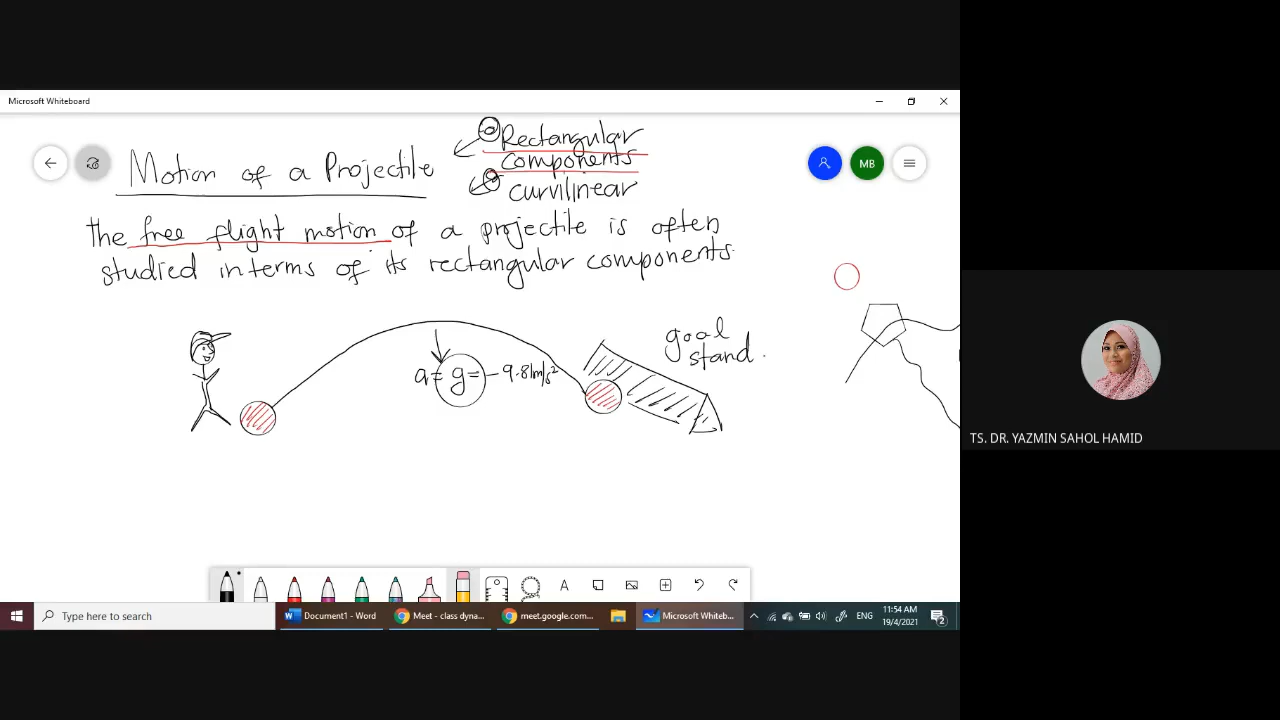 Microsoft Whiteboard
Rectangular
components
Motion of a Projectile
curvilinear
MB
the free flight motion of a projectile is often
studied in terms of its rectangular components.
goal
stand.
a = g = -9.81m/s²
TS. DR. YAZMIN SAHOL HAMID
A
Type here to search
Document1 - Word
Meet - class dyna...
meet.google.com...
Microsoft Whiteb...
ENG
11:54 AM
19/4/2021
2